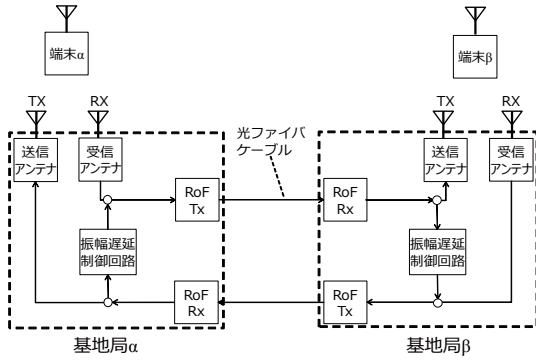 端末α
端末β
TX
RX
TX
RX
送信
アンテナ
受信
アンテナ
光ファイバ
ケーブル
送信
アンテナ
受信
アンテナ
RoF
Tx
RoF
Rx
振幅遅延
制御回路
振幅遅延
制御回路
RoF
Rx
RoF
Tx
基地局α
基地局β